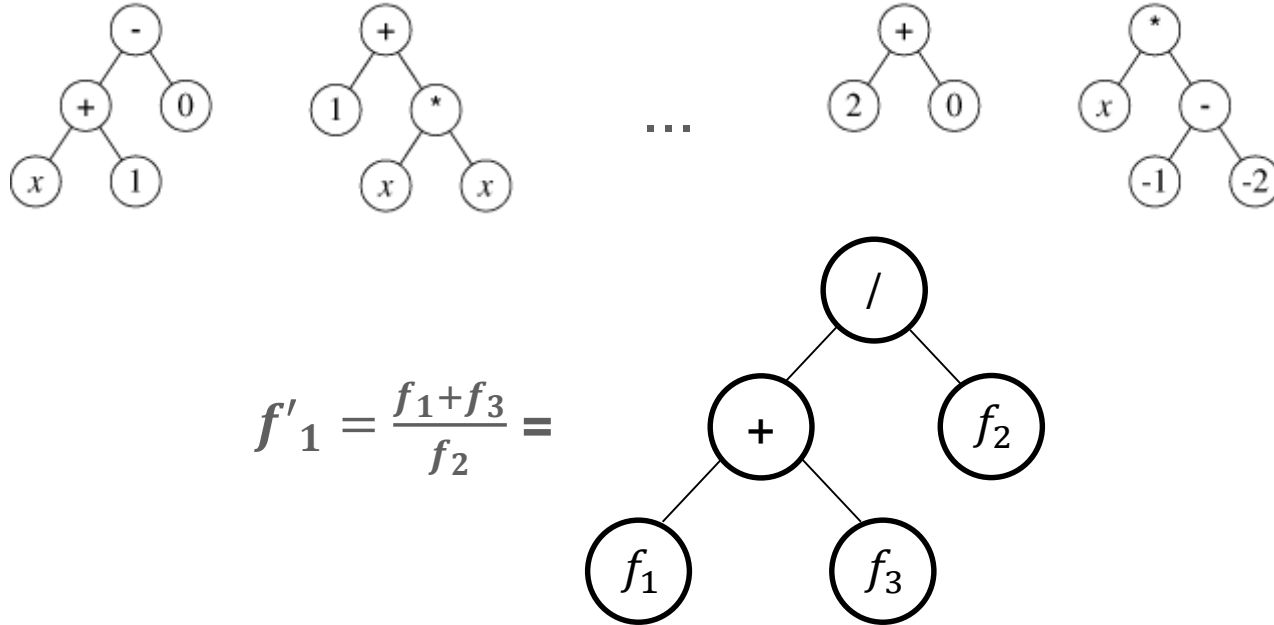 - + + *
+ 0 1 * ... 2 0 x -
x 1 x x -1 -2
/
f'₁ = (f₁+f₃)/f₂ = + f₂
f₁ f₃